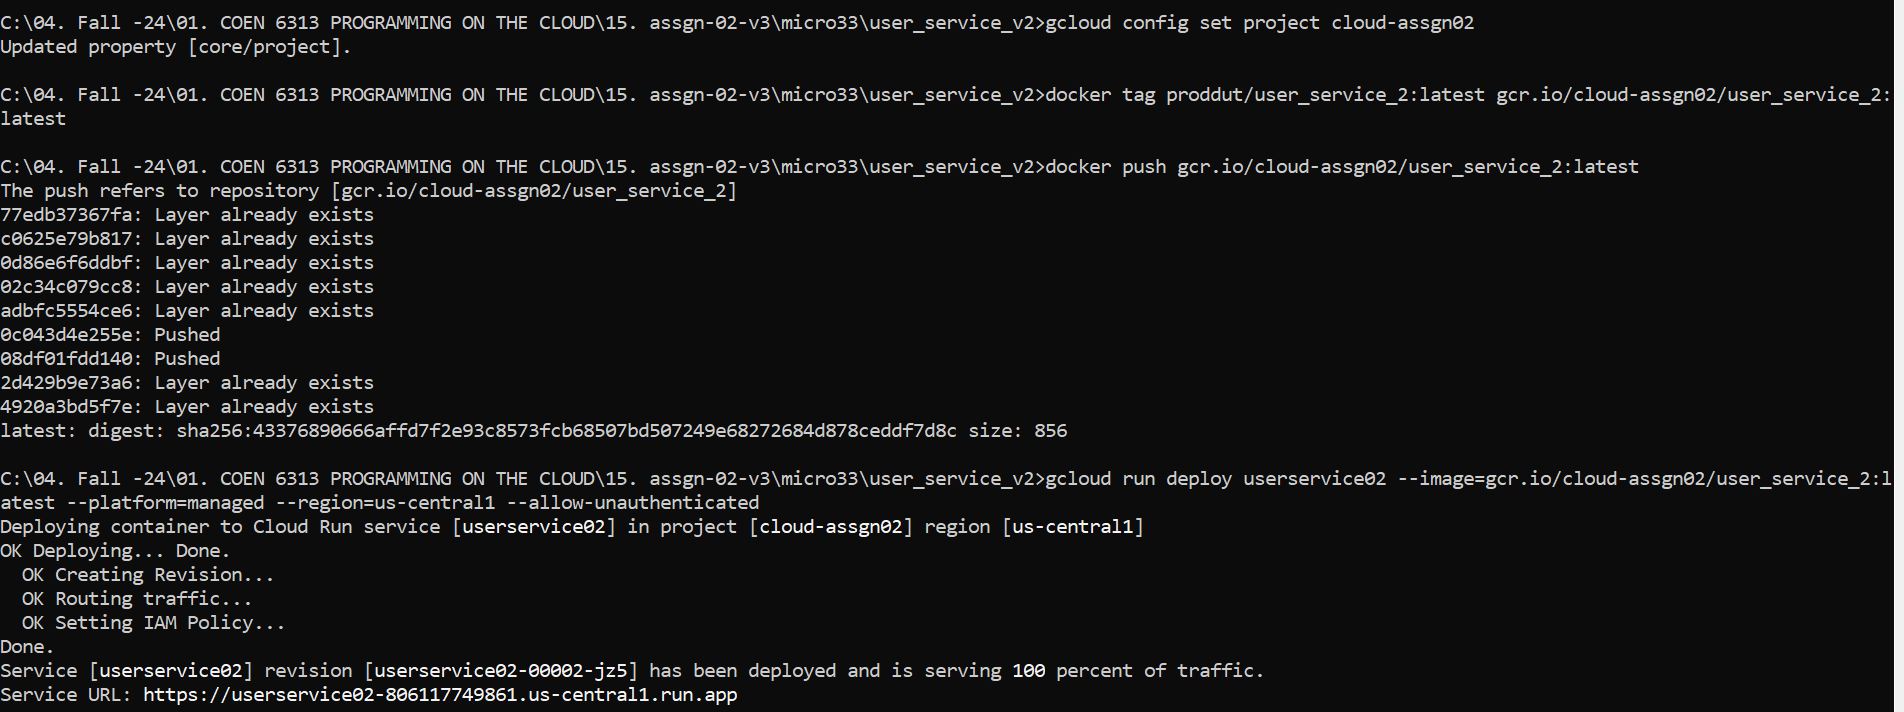 C:\04. Fall -24\01. COEN 6313 PROGRAMMING ON THE CLOUD\15. assgn-02-v3\micro33\user_service_v2>gcloud config set project cloud-assgn02
Updated property [core/project].
C:\04. Fall -24\01. COEN 6313 PROGRAMMING ON THE CLOUD\15. assgn-02-v3\micro33\user_service_v2>docker tag proddut/user_service_2:latest gcr.io/cloud-assgn02/user_service_2:
latest
C:\04. Fall -24\01. COEN 6313 PROGRAMMING ON THE CLOUD\15. assgn-02-v3\micro33\user_service_v2>docker push gcr.io/cloud-assgn02/user_service_2:latest
The push refers to repository [gcr.io/cloud-assgn02/user_service_2]
77edb37367fa: Layer already exists
c0625e79b817: Layer already exists
0d86e6f6ddbf: Layer already exists
02c34c079cc8: Layer already exists
adbfc5554ce6: Layer already exists
0c043d4e255e: Pushed
08df01fdd140: Pushed
2d429b9e73a6: Layer already exists
4920a3bd5f7e: Layer already exists
latest: digest: sha256:43376890666affd7f2e93c8573fcb68507bd507249e68272684d878ceddf7d8c size: 856
C:\04. Fall -24\01. COEN 6313 PROGRAMMING ON THE CLOUD\15. assgn-02-v3\micro33\user_service_v2>gcloud run deploy userservice02 --image=gcr.io/cloud-assgn02/user_service_2:l
atest --platform=managed --region=us-central1 --allow-unauthenticated
Deploying container to Cloud Run service [userservice02] in project [cloud-assgn02] region [us-central1]
OK Deploying... Done.
OK Creating Revision...
OK Routing traffic...
OK Setting IAM Policy...
Done.
Service [userservice02] revision [userservice02-00002-jz5] has been deployed and is serving 100 percent of traffic.
Service URL: https://userservice02-806117749861.us-central1.run.app